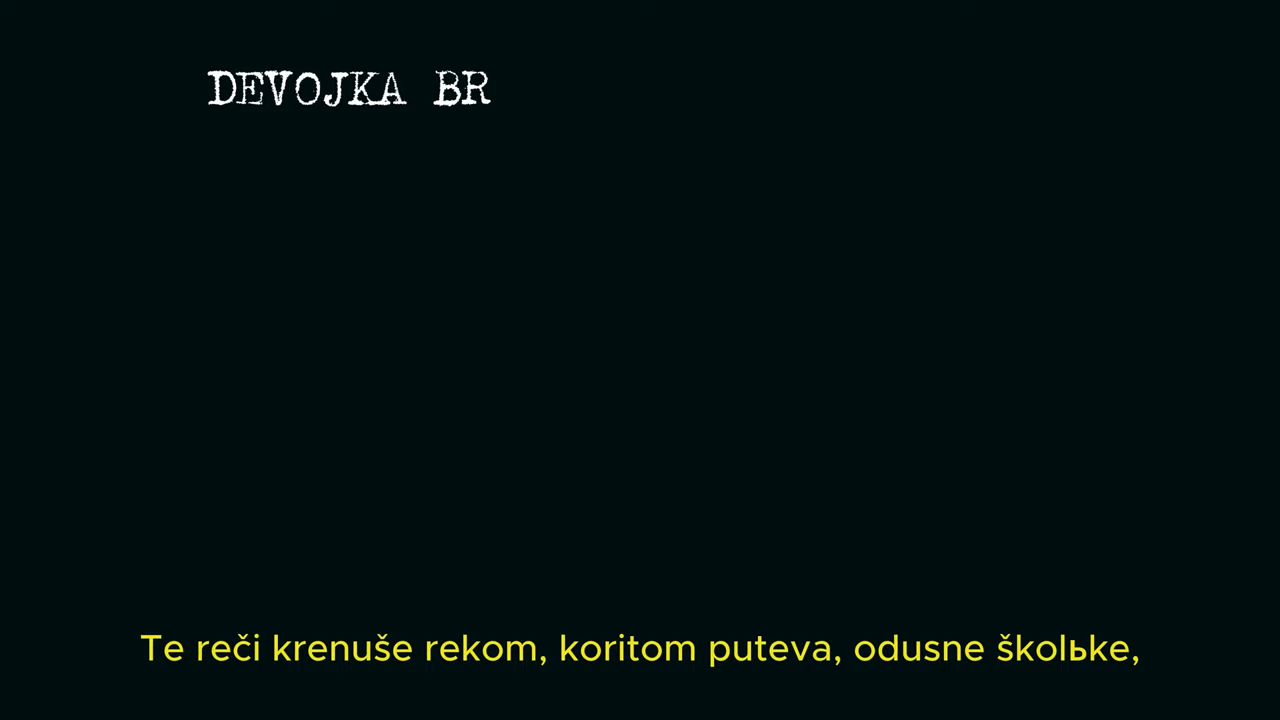 DEVOJKA BR
Te reči krenuše rekom, koritom puteva, odusne školьke,